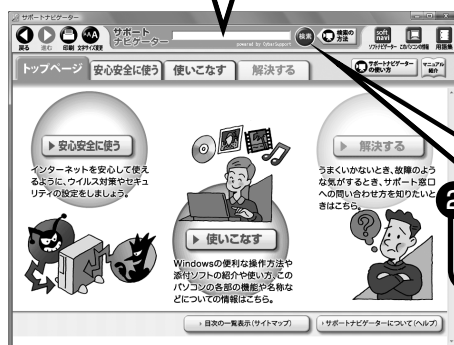 サポートナビゲーター
戻る 進む 印刷 文字サイズ変更
サポート
ナビゲーター
powered by CyberSupport
検索
検索の
方法
soft
navi
ソフトナビゲーター このパソコンの情報 用語集
トップページ 安心安全に使う 使いこなす 解決する
サポートナビゲーター
の使い方
マニュアル
紹介
安心安全に使う
インターネットを安心して使え
るように、ウイルス対策やセキュ
リティの設定をしましょう。
使いこなす
Windowsの便利な操作方法や
添付ソフトの紹介や使い方、この
パソコンの各部の機能や名称な
どについての情報はこちら。
解決する
うまくいかないとき、故障のよう
な気がするとき、サポート窓口
への問い合わせ方を知りたいと
きはこちら。
2
目次の一覧表示(サイトマップ)
サポートナビゲーターについて(ヘルプ)